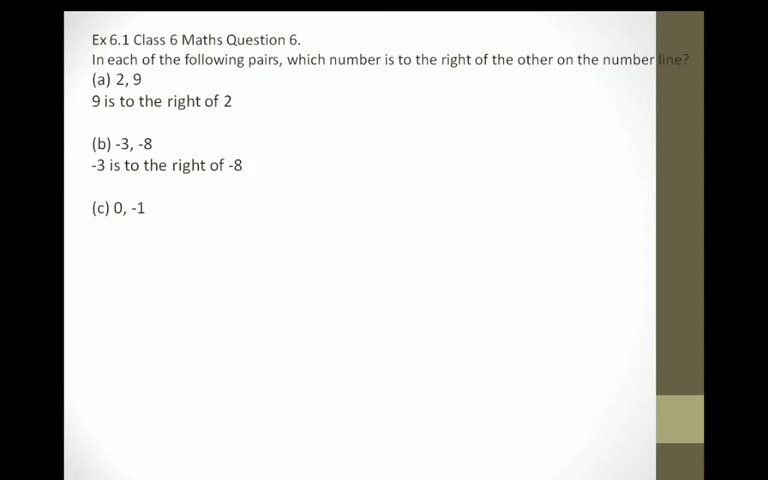 Ex 6.1 Class 6 Maths Question 6.
In each of the following pairs, which number is to the right of the other on the number line?
(a) 2, 9
9 is to the right of 2
(b) -3, -8
-3 is to the right of -8
(c) 0, -1